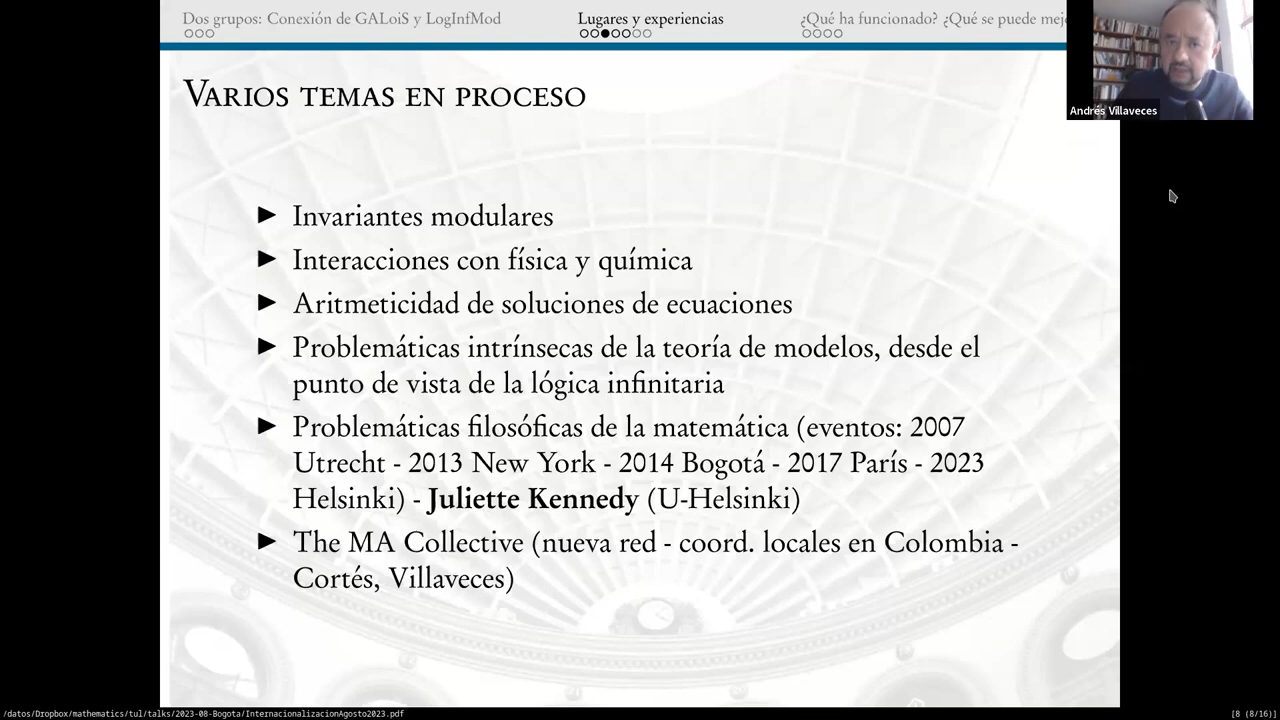 Dos grupos: Conexión de GALoiS y LogInfMod
Lugares y experiencias
¿Qué ha funcionado? ¿Qué se puede mej
Andrés Villaveces
Varios temas en proceso
Invariantes modulares
Interacciones con física y química
Aritmeticidad de soluciones de ecuaciones
Problemáticas intrínsecas de la teoría de modelos, desde el
punto de vista de la lógica infinitaria
Problemáticas filosóficas de la matemática (eventos: 2007
Utrecht - 2013 New York - 2014 Bogotá - 2017 París - 2023
Helsinki) - Juliette Kennedy (U-Helsinki)
The MA Collective (nueva red - coord. locales en Colombia -
Cortés, Villaveces)
/datos/Dropbox/mathematics/tul/talks/2023-08-Bogota/InternacionalizacionAgosto2023.pdf
[8 (8/16)]